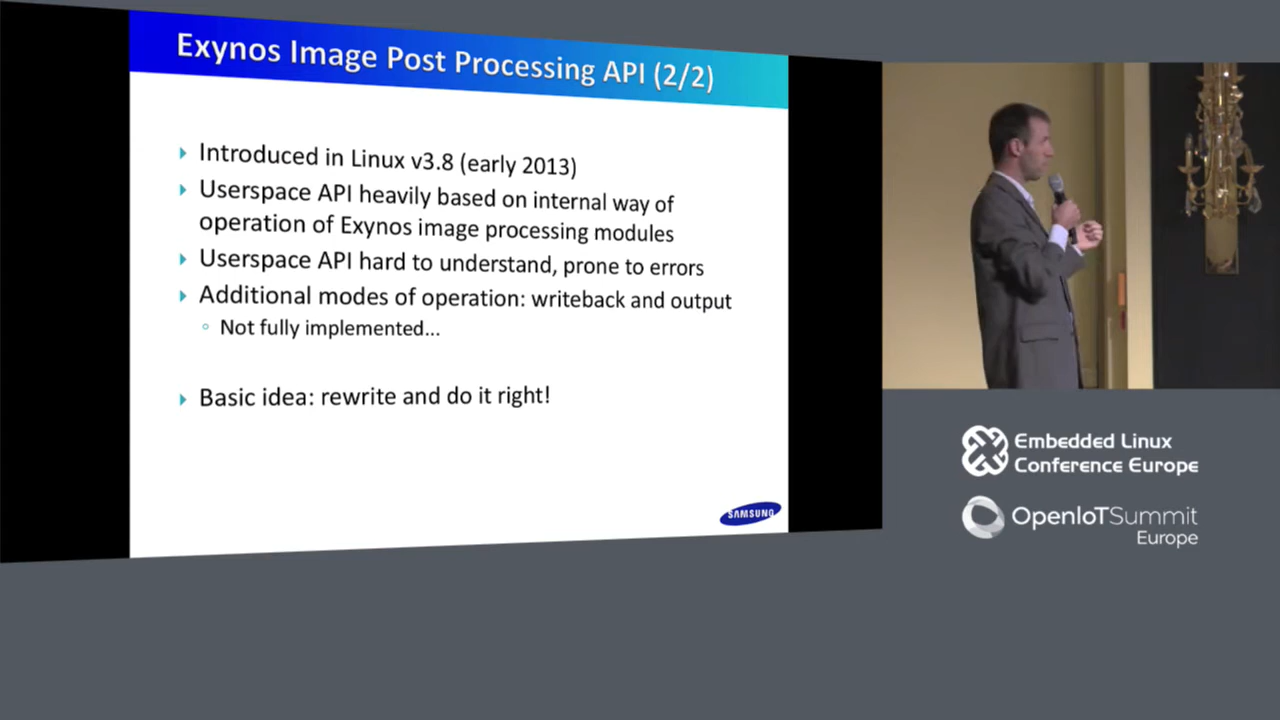 Exynos Image Post Processing API (2/2)
Introduced in Linux v3.8 (early 2013)
Userspace API heavily based on internal way of
operation of Exynos image processing modules
Userspace API hard to understand, prone to errors
Additional modes of operation: writeback and output
Not fully implemented...
Basic idea: rewrite and do it right!
SAMSUNG
Embedded Linux
Conference Europe
OpenIoTSummit
Europe